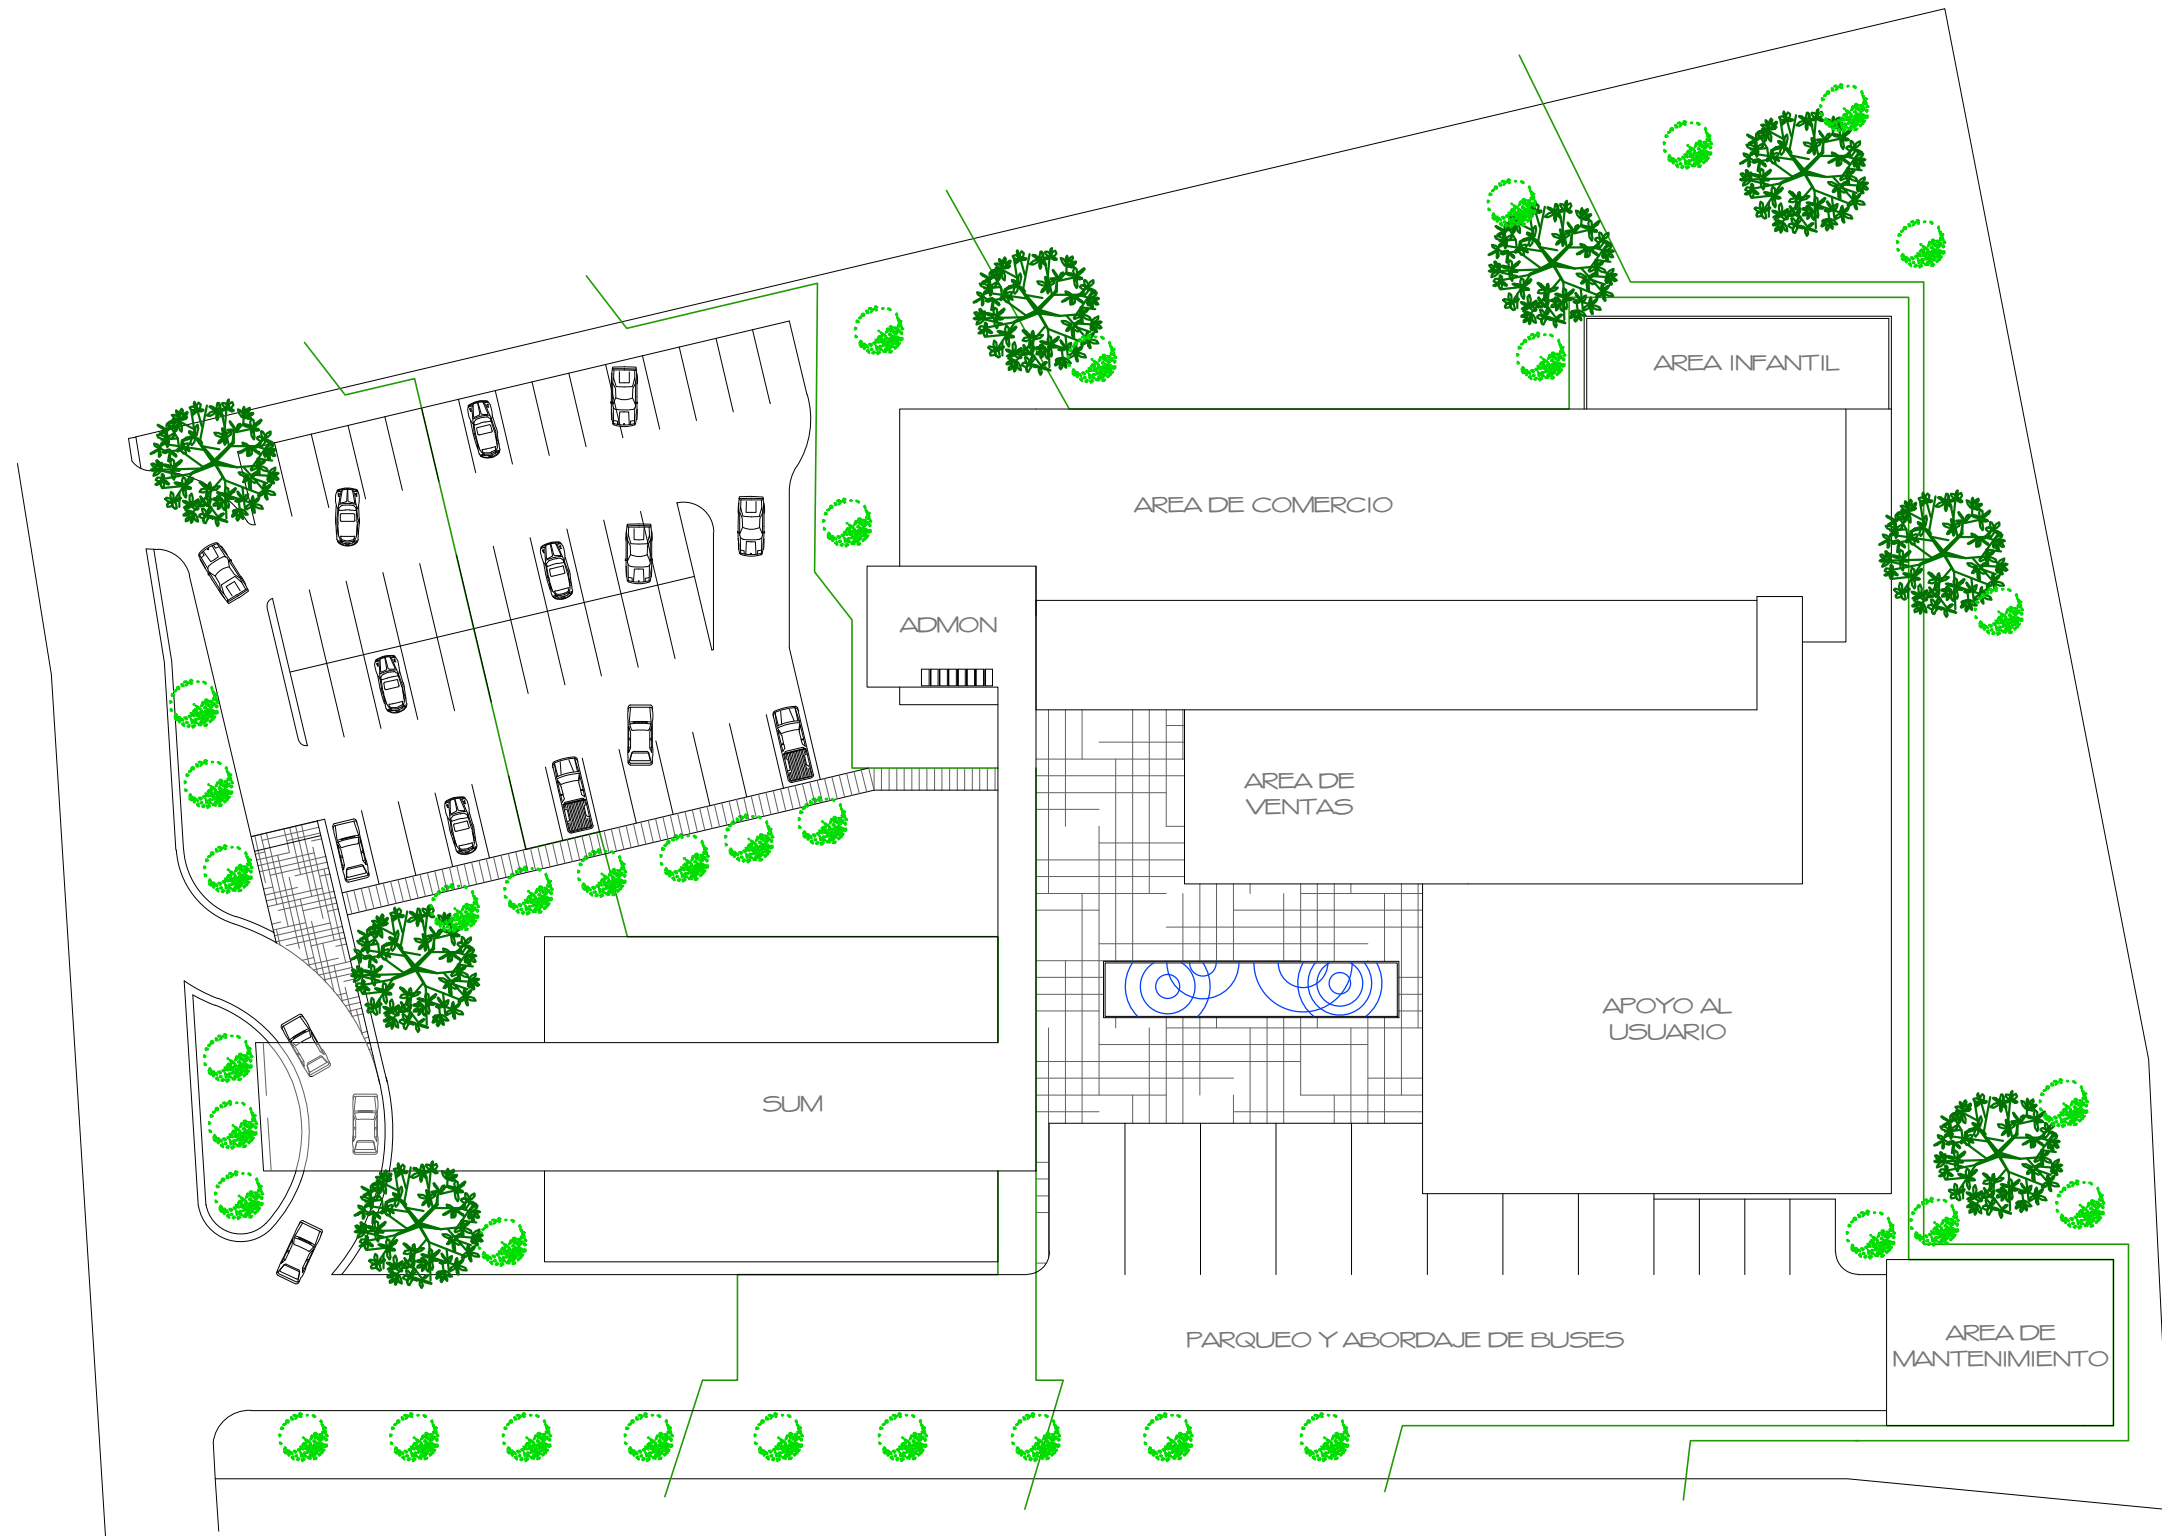 AREA INFANTIL
AREA DE COMERCIO
ADMON
AREA DE
VENTAS
APOYO AL
USUARIO
SUM
PARQUEO Y ABORDAJE DE BUSES
AREA DE
MANTENIMIENTO